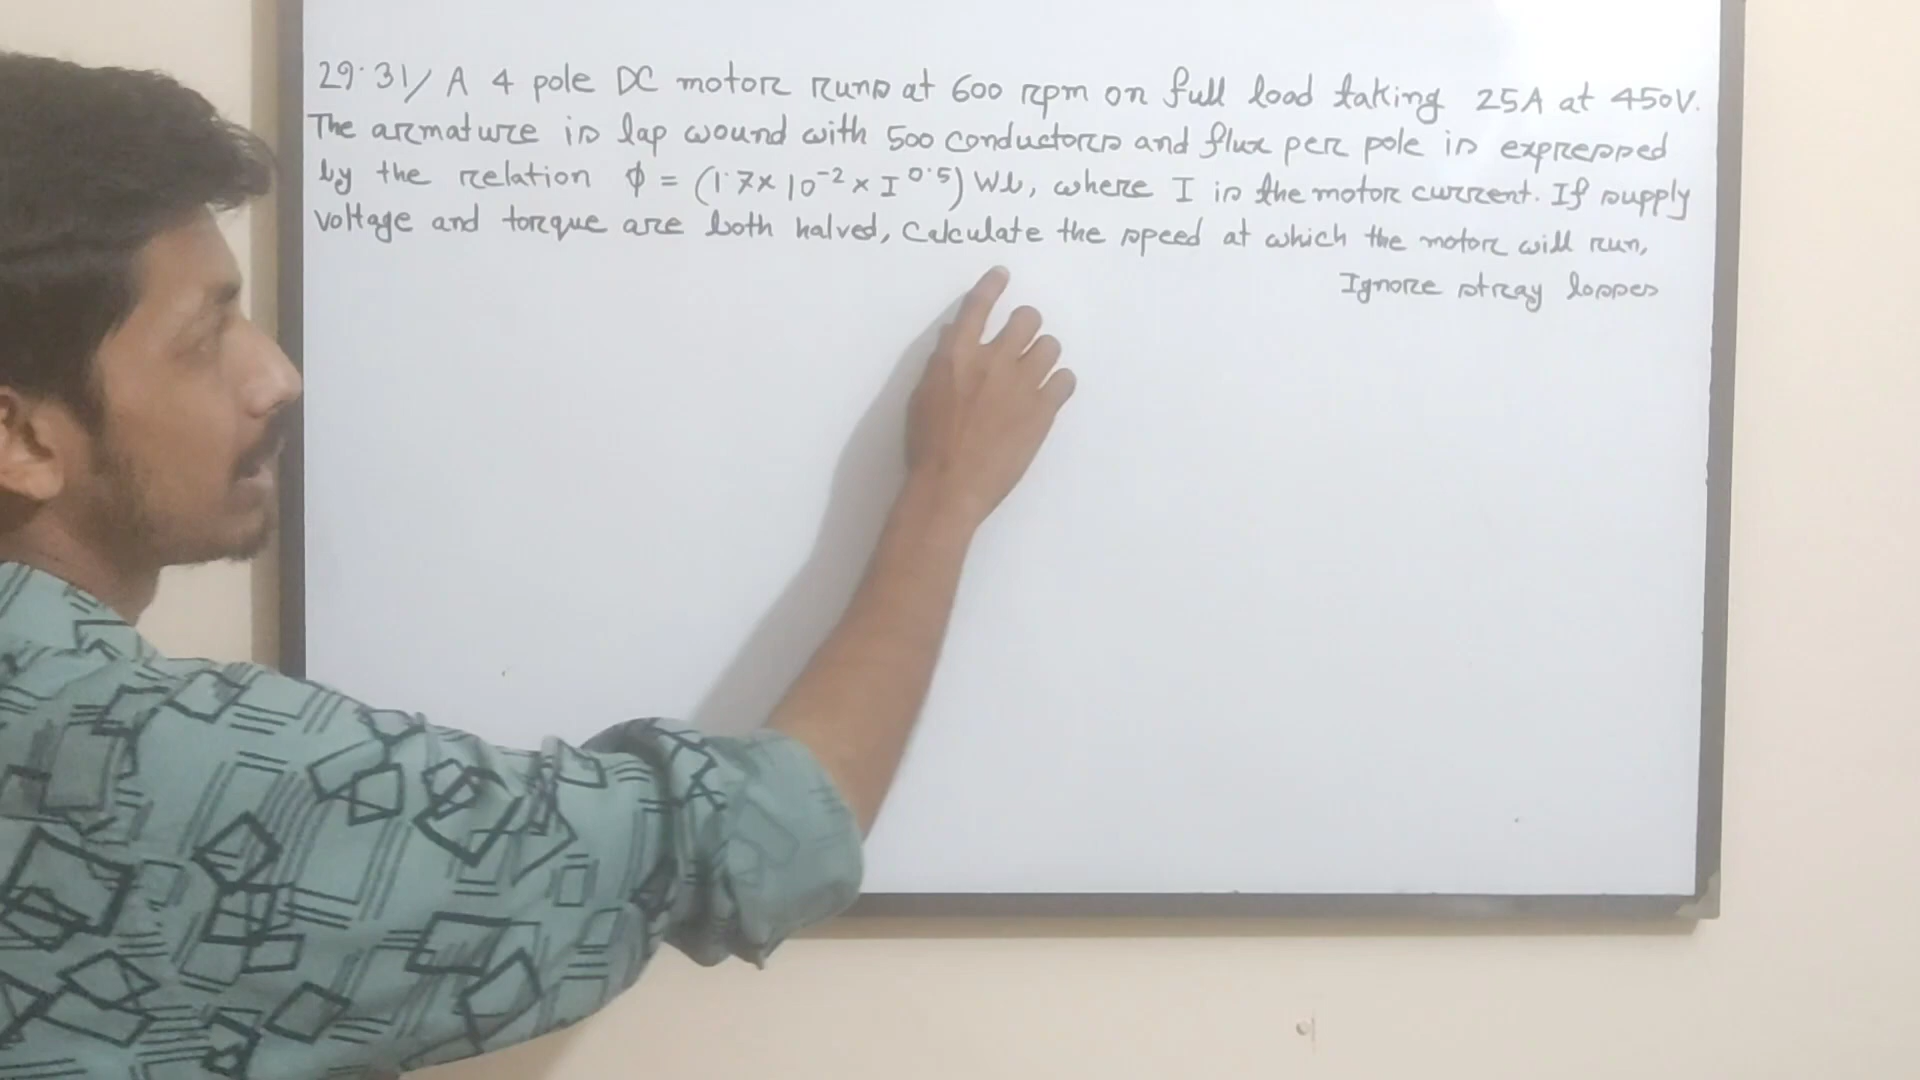 29.31/ A 4 pole DC motor runs at 600 rpm on full load taking 25A at 450V.
The armature is lap wound with 500 conductors and flux per pole is expressed
by the relation Φ = (1.7×10⁻² × I⁰·⁵) Wb, where I is the motor current. If supply
voltage and torque are both halved, Calculate the speed at which the motor will run,
Ignore stray losses